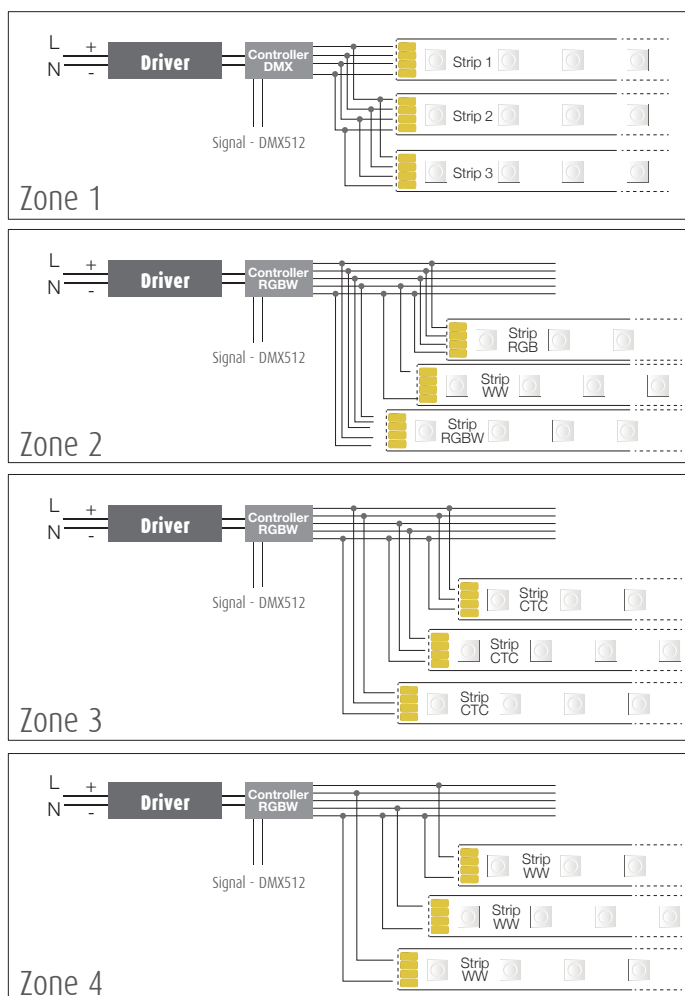 L
+
N
-
Driver
Controller
DMX
Signal - DMX512
Strip 1
Strip 2
Strip 3
Zone 1
L
+
N
-
Driver
Controller
RGBW
Signal - DMX512
Strip
RGB
Strip
WW
Strip
RGBW
Zone 2
L
+
N
-
Driver
Controller
RGBW
Signal - DMX512
Strip
CTC
Strip
CTC
Strip
CTC
Zone 3
L
+
N
-
Driver
Controller
RGBW
Signal - DMX512
Strip
WW
Strip
WW
Strip
WW
Zone 4